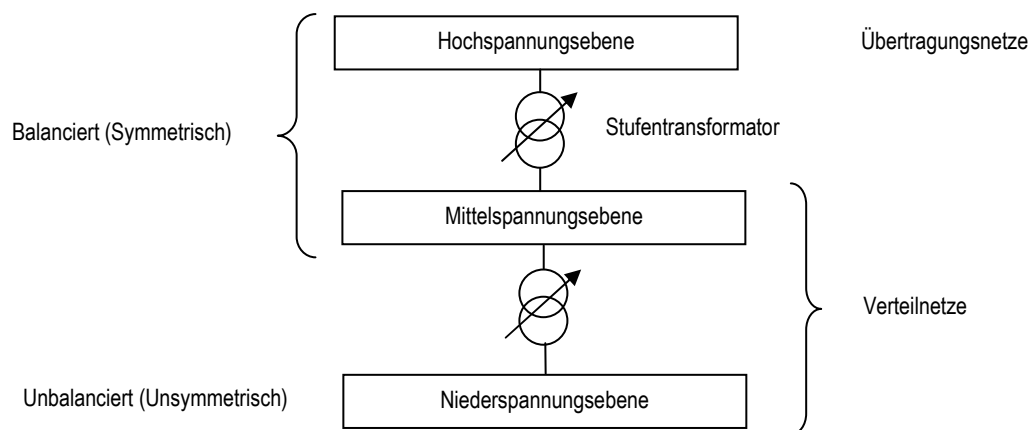 Hochspannungsebene
Übertragungsnetze
Balanciert (Symmetrisch)
Stufentransformator
Mittelspannungsebene
Verteilnetze
Unbalanciert (Unsymmetrisch)
Niederspannungsebene